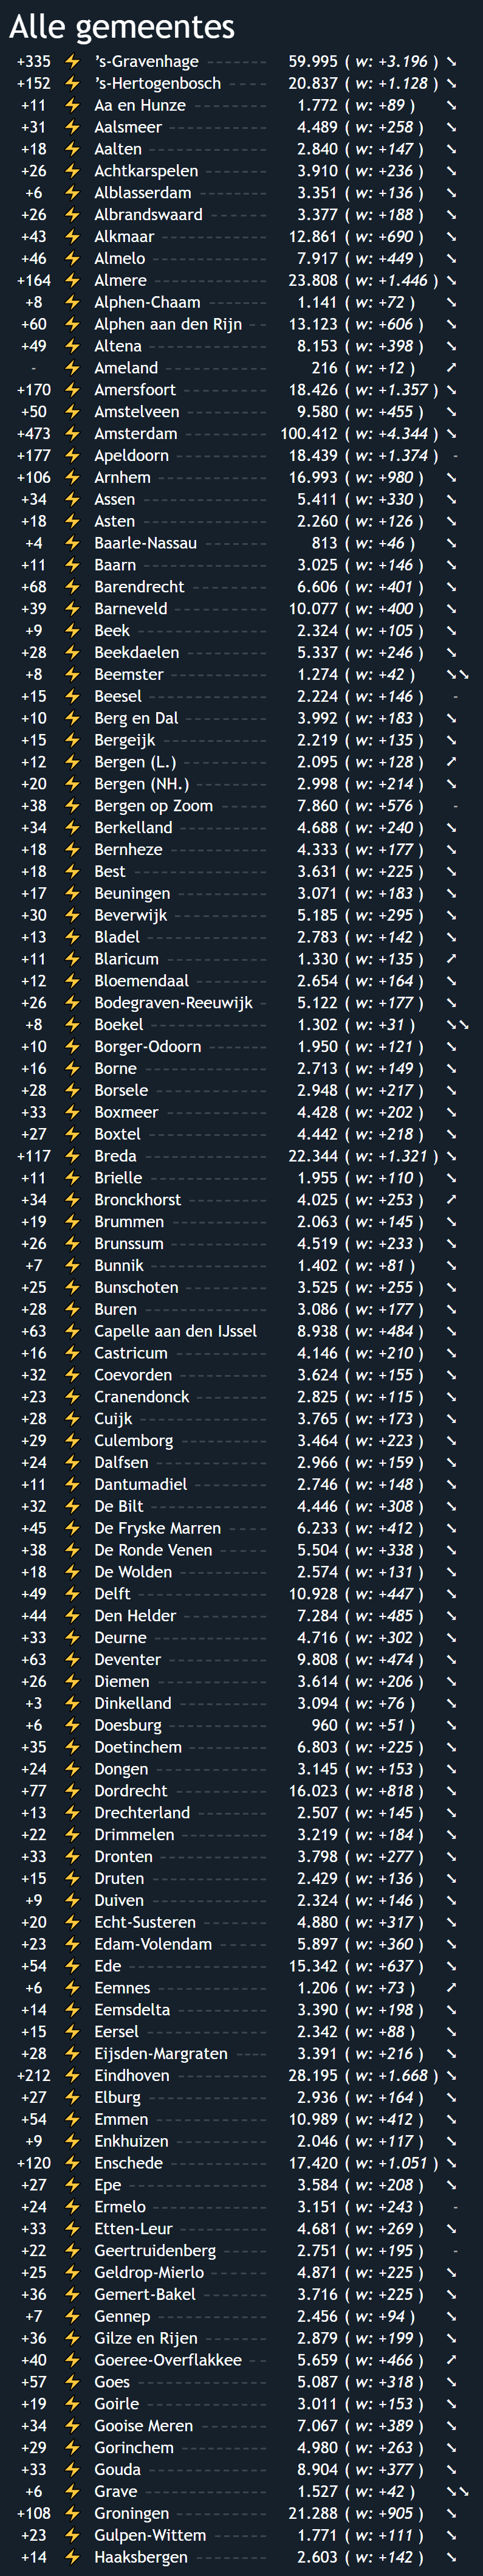 Alle gemeentes
+335 ⚡ ’s-Gravenhage ------- 59.995 ( w: +3.196 ) ➘
+152 ⚡ ’s-Hertogenbosch ----- 20.837 ( w: +1.128 ) ➘
+11 ⚡ Aa en Hunze -------- 1.772 ( w: +89 ) ➘
+31 ⚡ Aalsmeer ----------- 4.489 ( w: +258 ) ➘
+18 ⚡ Aalten ------------- 2.840 ( w: +147 ) ➘
+26 ⚡ Achtkarspelen ------- 3.910 ( w: +236 ) ➘
+6 ⚡ Alblasserdam -------- 3.351 ( w: +136 ) ➘
+26 ⚡ Albrandswaard ------ 3.377 ( w: +188 ) ➘
+43 ⚡ Alkmaar ------------ 12.861 ( w: +690 ) ➘
+46 ⚡ Almelo ------------- 7.917 ( w: +449 ) ➘
+164 ⚡ Almere ------------- 23.808 ( w: +1.446 ) ➘
+8 ⚡ Alphen-Chaam ------- 1.141 ( w: +72 ) ➘
+60 ⚡ Alphen aan den Rijn -- 13.123 ( w: +606 ) ➘
+49 ⚡ Altena ------------- 8.153 ( w: +398 ) ➘
- ⚡ Ameland ----------- 216 ( w: +12 ) ➚
+170 ⚡ Amersfoort ---------- 18.426 ( w: +1.357 ) ➘
+50 ⚡ Amstelveen --------- 9.580 ( w: +455 ) ➘
+473 ⚡ Amsterdam --------- 100.412 ( w: +4.344 ) ➘
+177 ⚡ Apeldoorn ---------- 18.439 ( w: +1.374 ) -
+106 ⚡ Arnhem ------------ 16.993 ( w: +980 ) ➘
+34 ⚡ Assen -------------- 5.411 ( w: +330 ) ➘
+18 ⚡ Asten -------------- 2.260 ( w: +126 ) ➘
+4 ⚡ Baarle-Nassau ------- 813 ( w: +46 ) ➘
+11 ⚡ Baarn -------------- 3.025 ( w: +146 ) ➘
+68 ⚡ Barendrecht -------- 6.606 ( w: +401 ) ➘
+39 ⚡ Barneveld ---------- 10.077 ( w: +400 ) ➘
+9 ⚡ Beek --------------- 2.324 ( w: +105 ) ➘
+28 ⚡ Beekdaelen --------- 5.337 ( w: +246 ) ➘
+8 ⚡ Beemster ----------- 1.274 ( w: +42 ) ➘➘
+15 ⚡ Beesel ------------- 2.224 ( w: +146 ) -
+10 ⚡ Berg en Dal --------- 3.992 ( w: +183 ) ➘
+15 ⚡ Bergeijk ------------ 2.219 ( w: +135 ) ➘
+12 ⚡ Bergen (L.) --------- 2.095 ( w: +128 ) ➚
+20 ⚡ Bergen (NH.) -------- 2.998 ( w: +214 ) ➘
+38 ⚡ Bergen op Zoom ----- 7.860 ( w: +576 ) -
+34 ⚡ Berkelland ---------- 4.688 ( w: +240 ) ➘
+18 ⚡ Bernheze ----------- 4.333 ( w: +177 ) ➘
+18 ⚡ Best --------------- 3.631 ( w: +225 ) ➘
+17 ⚡ Beuningen ---------- 3.071 ( w: +183 ) ➘
+30 ⚡ Beverwijk ----------- 5.185 ( w: +295 ) ➘
+13 ⚡ Bladel -------------- 2.783 ( w: +142 ) ➘
+11 ⚡ Blaricum ------------ 1.330 ( w: +135 ) ➚
+12 ⚡ Bloemendaal -------- 2.654 ( w: +164 ) ➘
+26 ⚡ Bodegraven-Reeuwijk - 5.122 ( w: +177 ) ➘
+8 ⚡ Boekel ------------- 1.302 ( w: +31 ) ➘➘
+10 ⚡ Borger-Odoorn ------- 1.950 ( w: +121 ) ➘
+16 ⚡ Borne -------------- 2.713 ( w: +149 ) ➘
+28 ⚡ Borsele ------------ 2.948 ( w: +217 ) ➘
+33 ⚡ Boxmeer ----------- 4.428 ( w: +202 ) ➘
+27 ⚡ Boxtel ------------- 4.442 ( w: +218 ) ➘
+117 ⚡ Breda -------------- 22.344 ( w: +1.321 ) ➘
+11 ⚡ Brielle ------------- 1.955 ( w: +110 ) ➘
+34 ⚡ Bronckhorst --------- 4.025 ( w: +253 ) ➚
+19 ⚡ Brummen ----------- 2.063 ( w: +145 ) ➘
+26 ⚡ Brunssum ----------- 4.519 ( w: +233 ) ➘
+7 ⚡ Bunnik ------------- 1.402 ( w: +81 ) ➘
+25 ⚡ Bunschoten --------- 3.525 ( w: +255 ) ➘
+28 ⚡ Buren -------------- 3.086 ( w: +177 ) ➘
+63 ⚡ Capelle aan den IJssel 8.938 ( w: +484 ) ➘
+16 ⚡ Castricum ---------- 4.146 ( w: +210 ) ➘
+32 ⚡ Coevorden ---------- 3.624 ( w: +155 ) ➘
+23 ⚡ Cranendonck -------- 2.825 ( w: +115 ) ➘
+28 ⚡ Cuijk --------------- 3.765 ( w: +173 ) ➘
+29 ⚡ Culemborg ---------- 3.464 ( w: +223 ) ➘
+24 ⚡ Dalfsen ------------ 2.966 ( w: +159 ) ➘
+11 ⚡ Dantumadiel -------- 2.746 ( w: +148 ) ➘
+32 ⚡ De Bilt ------------- 4.446 ( w: +308 ) ➘
+45 ⚡ De Fryske Marren ---- 6.233 ( w: +412 ) ➘
+38 ⚡ De Ronde Venen ----- 5.504 ( w: +338 ) ➘
+18 ⚡ De Wolden ---------- 2.574 ( w: +131 ) ➘
+49 ⚡ Delft --------------- 10.928 ( w: +447 ) ➘
+44 ⚡ Den Helder --------- 7.284 ( w: +485 ) ➘
+33 ⚡ Deurne ------------- 4.716 ( w: +302 ) ➘
+63 ⚡ Deventer ----------- 9.808 ( w: +474 ) ➘
+26 ⚡ Diemen ------------ 3.614 ( w: +206 ) ➘
+3 ⚡ Dinkelland ---------- 3.094 ( w: +76 ) ➘
+6 ⚡ Doesburg ----------- 960 ( w: +51 ) ➘
+35 ⚡ Doetinchem --------- 6.803 ( w: +225 ) ➘
+24 ⚡ Dongen ------------ 3.145 ( w: +153 ) ➘
+77 ⚡ Dordrecht ---------- 16.023 ( w: +818 ) ➘
+13 ⚡ Drechterland -------- 2.507 ( w: +145 ) ➘
+22 ⚡ Drimmelen ---------- 3.219 ( w: +184 ) ➘
+33 ⚡ Dronten ------------ 3.798 ( w: +277 ) ➘
+15 ⚡ Druten ------------- 2.429 ( w: +136 ) ➘
+9 ⚡ Duiven ------------- 2.324 ( w: +146 ) ➘
+20 ⚡ Echt-Susteren ------- 4.880 ( w: +317 ) ➘
+23 ⚡ Edam-Volendam ----- 5.897 ( w: +360 ) ➘
+54 ⚡ Ede ---------------- 15.342 ( w: +637 ) ➘
+6 ⚡ Eemnes ------------ 1.206 ( w: +73 ) ➚
+14 ⚡ Eemsdelta ---------- 3.390 ( w: +198 ) ➘
+15 ⚡ Eersel -------------- 2.342 ( w: +88 ) ➘
+28 ⚡ Eijsden-Margraten ---- 3.391 ( w: +216 ) ➘
+212 ⚡ Eindhoven ---------- 28.195 ( w: +1.668 ) ➘
+27 ⚡ Elburg ------------- 2.936 ( w: +164 ) ➘
+54 ⚡ Emmen ------------- 10.989 ( w: +412 ) ➘
+9 ⚡ Enkhuizen ---------- 2.046 ( w: +117 ) ➘
+120 ⚡ Enschede ----------- 17.420 ( w: +1.051 ) ➘
+27 ⚡ Epe ---------------- 3.584 ( w: +208 ) ➘
+24 ⚡ Ermelo ------------- 3.151 ( w: +243 ) -
+33 ⚡ Etten-Leur ---------- 4.681 ( w: +269 ) ➘
+22 ⚡ Geertruidenberg ----- 2.751 ( w: +195 ) -
+25 ⚡ Geldrop-Mierlo ------ 4.871 ( w: +225 ) ➘
+36 ⚡ Gemert-Bakel ------- 3.716 ( w: +225 ) ➘
+7 ⚡ Gennep ------------ 2.456 ( w: +94 ) ➘
+36 ⚡ Gilze en Rijen ------- 2.879 ( w: +199 ) ➘
+40 ⚡ Goeree-Overflakkee -- 5.659 ( w: +466 ) ➚
+57 ⚡ Goes --------------- 5.087 ( w: +318 ) ➘
+19 ⚡ Goirle -------------- 3.011 ( w: +153 ) ➘
+34 ⚡ Gooise Meren ------- 7.067 ( w: +389 ) ➘
+29 ⚡ Gorinchem ---------- 4.980 ( w: +263 ) ➘
+33 ⚡ Gouda ------------- 8.904 ( w: +377 ) ➘
+6 ⚡ Grave -------------- 1.527 ( w: +42 ) ➘➘
+108 ⚡ Groningen ---------- 21.288 ( w: +905 ) ➘
+23 ⚡ Gulpen-Wittem ------ 1.771 ( w: +111 ) ➘
+14 ⚡ Haaksbergen -------- 2.603 ( w: +142 ) ➘